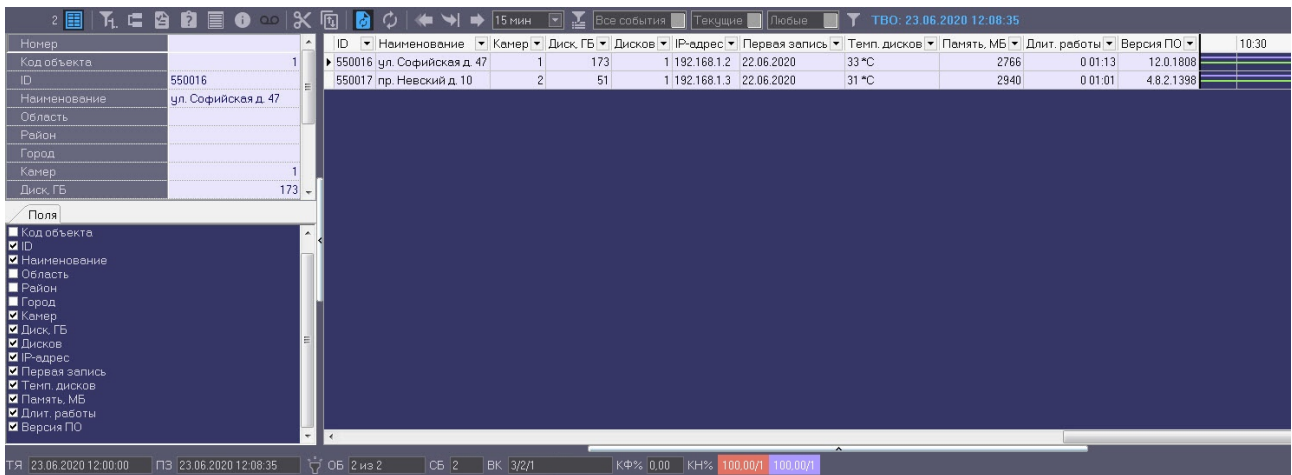 2 15 мин Все события Текущие Любые ТВО: 23.06.2020 12:08:35
Номер
Код объекта 1
ID 550016
Наименование ул. Софийская д. 47
Область
Район
Город
Камер 1
Диск, ГБ 173
ID Наименование Камер Диск, ГБ Дисков IP-адрес Первая запись Темп. дисков Память, МБ Длит. работы Версия ПО 10:30
550016 ул. Софийская д. 47 1 173 1 192.168.1.2 22.06.2020 33 °C 2766 0 01:13 12.0.1808
550017 пр. Невский д. 10 2 51 1 192.168.1.3 22.06.2020 31 °C 2940 0 01:01 4.8.2.1398
Поля
Код объекта
ID
Наименование
Область
Район
Город
Камер
Диск, ГБ
Дисков
IP-адрес
Первая запись
Темп. дисков
Память, МБ
Длит. работы
Версия ПО
ТЯ 23.06.2020 12:00:00 ПЗ 23.06.2020 12:08:35 ОБ 2 из 2 СБ 2 ВК 3/2/1 КФ% 0,00 КН% 100,00/1 100,00/1